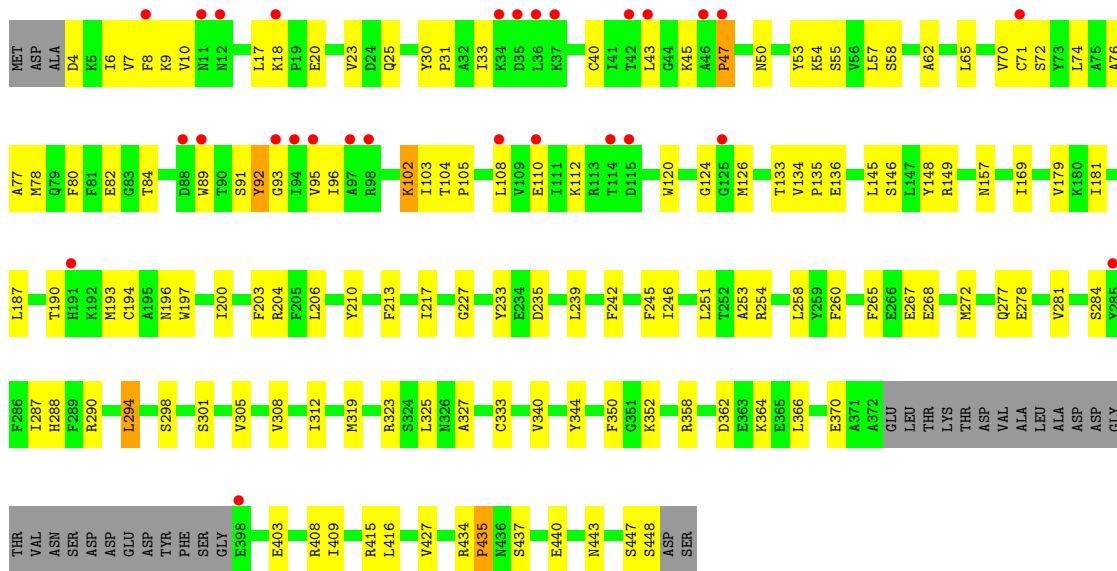 MET ASP ALA D4 K5 I6 V7 F8 K9 V10 N11 N12 L17 K18 P19 E20 V23 D24 Q25 Y30 P31 A32 I33 K34 D35 L36 K37 C40 I41 T42 L43 G44 K45 A46 P47 N50 Y53 K54 S55 V56 L57 S58 A62 L65 V70 C71 S72 Y73 L74 A75 A76
A77 M78 Q79 F80 F81 E82 G83 T84 D88 W89 T90 S91 Y92 G93 I94 V95 I96 A97 R98 K102 I103 T104 P105 L108 V109 E110 I111 K112 R113 T114 D115 W120 G124 G125 M126 T133 V134 P135 E136 L145 S146 L147 Y148 R149 N157 I169 V179 K180 I181
L187 T190 H191 K192 M193 C194 A195 N196 W197 I200 F203 R204 F205 L206 Y210 F213 I217 G227 Y233 E234 D235 L239 F242 F245 I246 L251 T252 A253 R254 L258 Y259 F260 F265 E266 E267 E268 M272 Q277 E278 V281 S284 Y285
F286 I287 H288 F289 R290 L294 S298 S301 V305 V308 I312 M319 R323 S324 L325 N326 A327 C333 V340 Y344 F350 G351 K352 R358 D362 E363 K364 E365 L366 E370 A371 A372 GLU LEU THR LYS THR ASP VAL ALA LEU ALA ASP ASP GLY
THR VAL ASN SER ASP ASP GLU ASP TYR PHE SER GLY E398 E403 R408 I409 R415 L416 V427 R434 P435 N436 S437 E440 N443 S447 S448 ASP SER